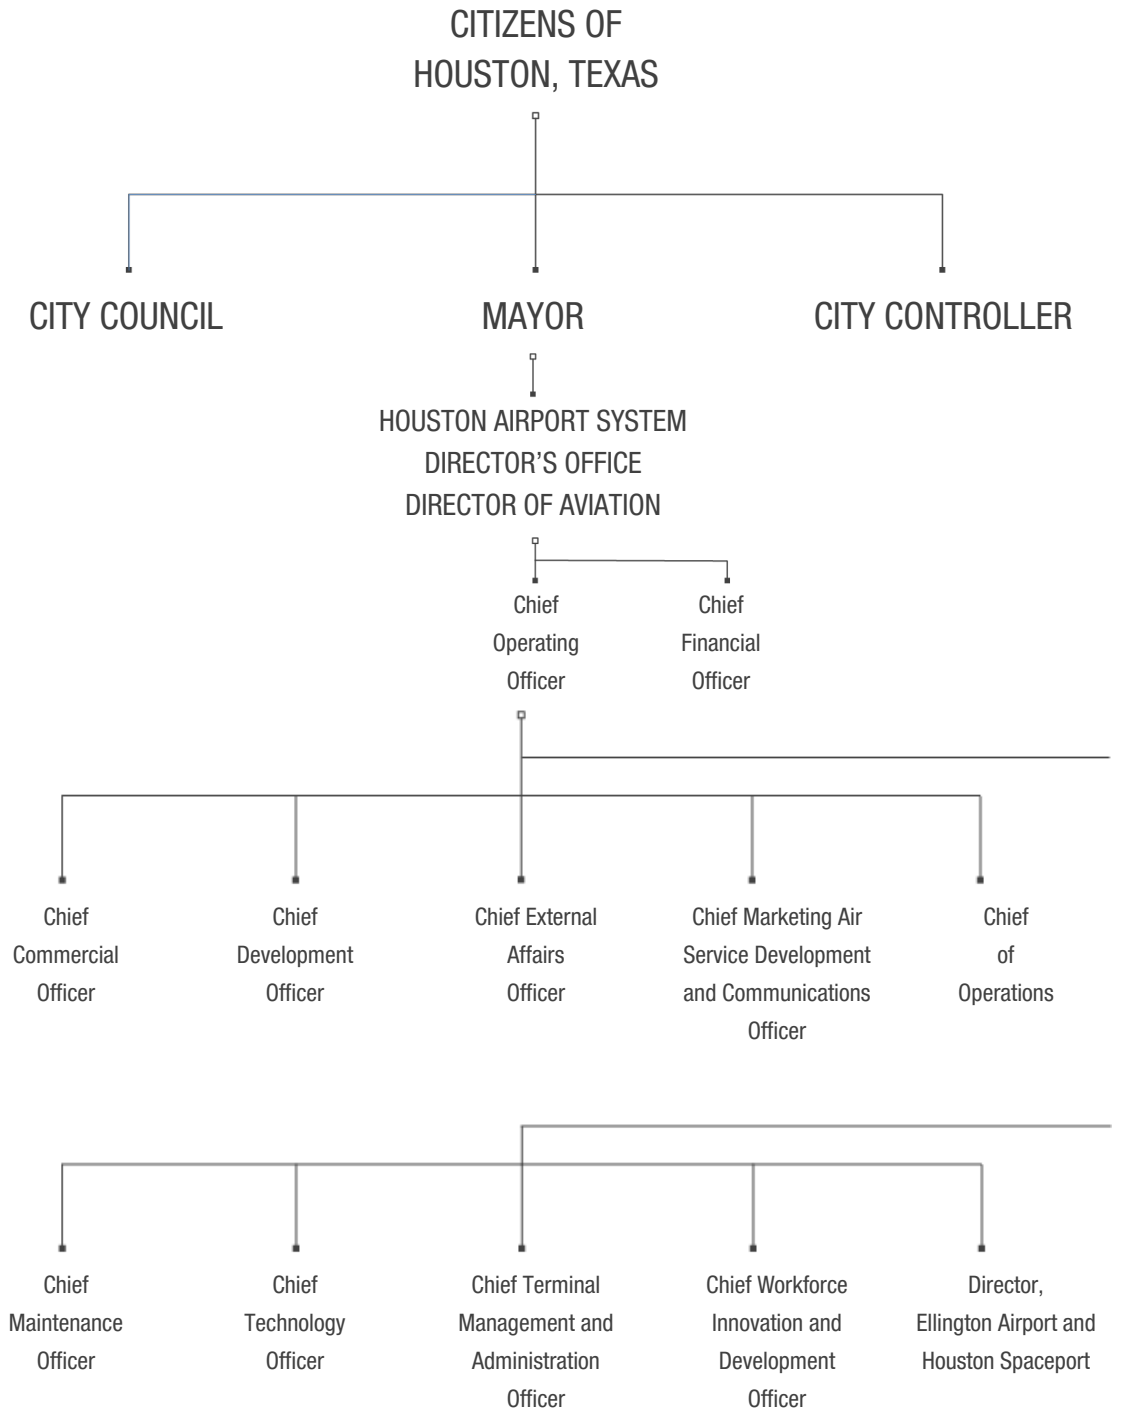 CITIZENS OF
HOUSTON, TEXAS
CITY COUNCIL
MAYOR
CITY CONTROLLER
HOUSTON AIRPORT SYSTEM
DIRECTOR'S OFFICE
DIRECTOR OF AVIATION
Chief
Operating
Officer
Chief
Financial
Officer
Chief
Commercial
Officer
Chief
Development
Officer
Chief External
Affairs
Officer
Chief Marketing Air
Service Development
and Communications
Officer
Chief
of
Operations
Chief
Maintenance
Officer
Chief
Technology
Officer
Chief Terminal
Management and
Administration
Officer
Chief Workforce
Innovation and
Development
Officer
Director,
Ellington Airport and
Houston Spaceport